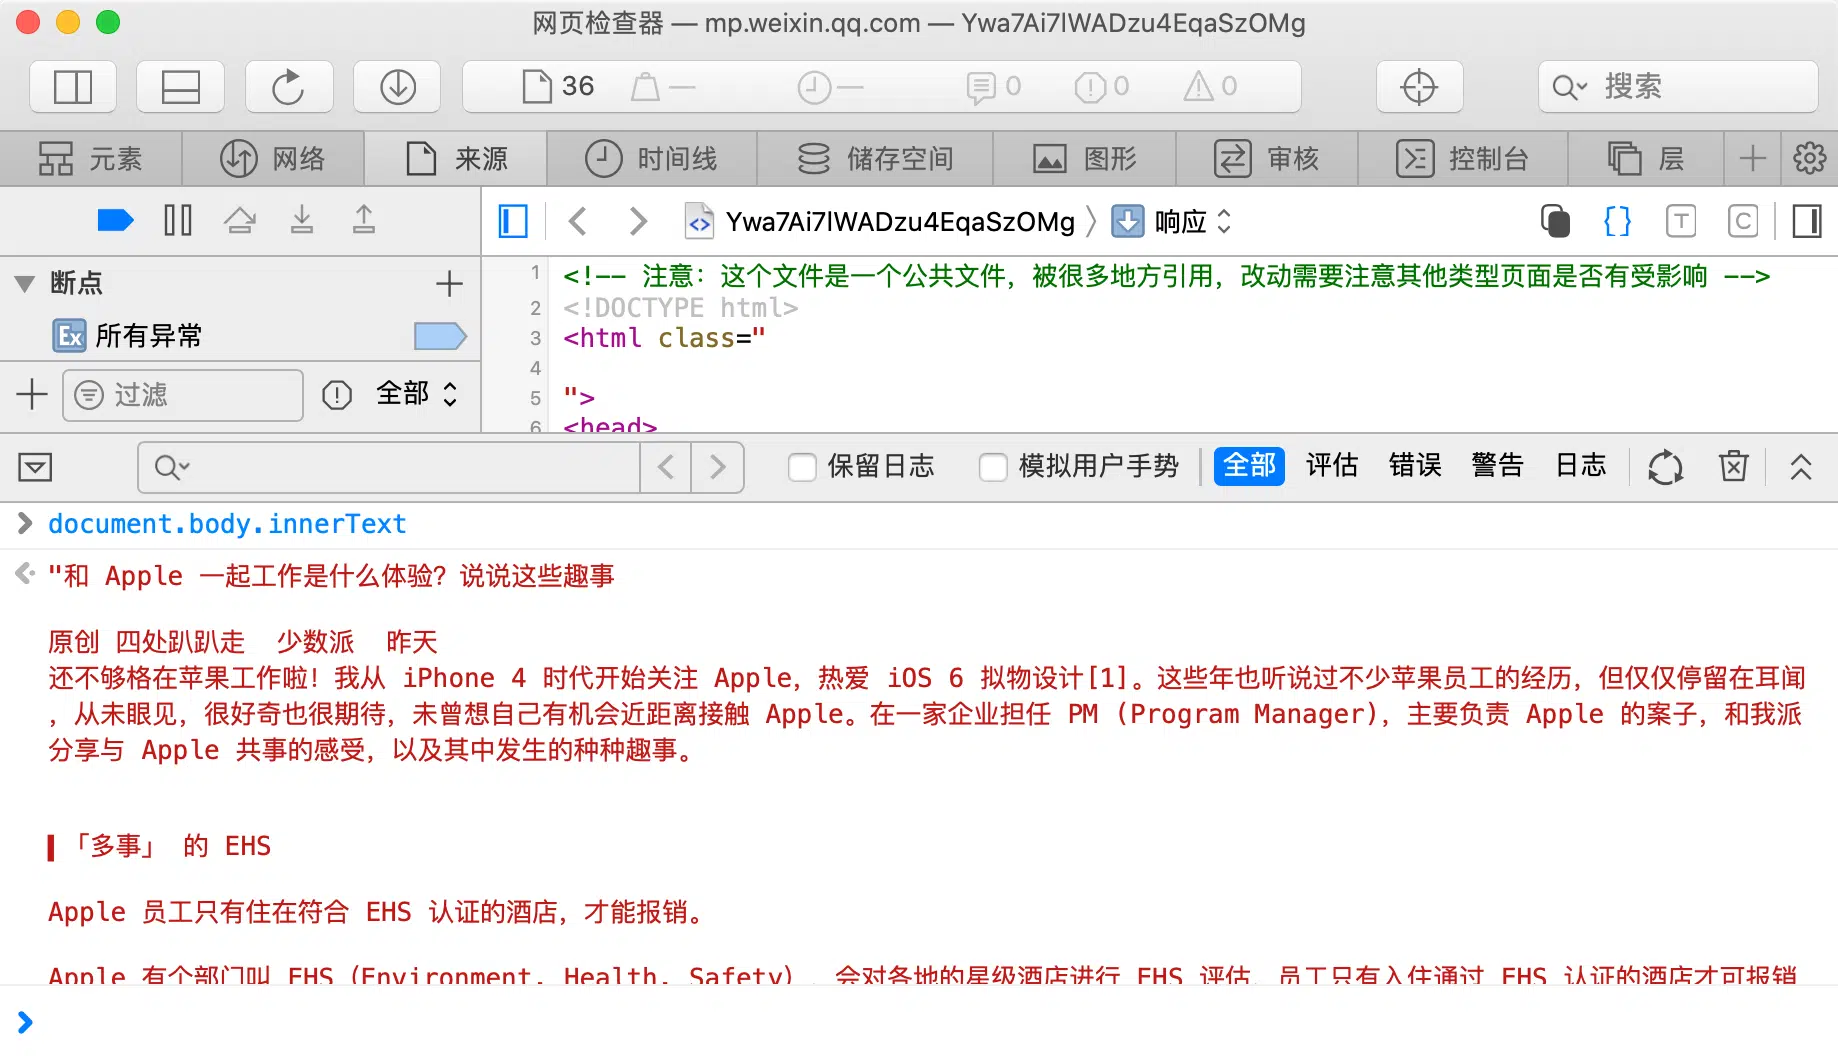 网页检查器 — mp.weixin.qq.com — Ywa7Ai7lWADzu4EqaSzOMg
36 — — 0 0 0 搜索
元素 网络 来源 时间线 储存空间 图形 审核 控制台 层
Ywa7Ai7lWADzu4EqaSzOMg 响应 T C
断点
Ex 所有异常
过滤 全部
1 <!-- 注意：这个文件是一个公共文件，被很多地方引用，改动需要注意其他类型页面是否有受影响 -->
2 <!DOCTYPE html>
3 <html class="
4
5 ">
6 <head>
保留日志 模拟用户手势 全部 评估 错误 警告 日志
document.body.innerText
"和 Apple 一起工作是什么体验？说说这些趣事
原创 四处趴趴走 少数派 昨天
还不够格在苹果工作啦！我从 iPhone 4 时代开始关注 Apple，热爱 iOS 6 拟物设计[1]。这些年也听说过不少苹果员工的经历，但仅仅停留在耳闻
，从未眼见，很好奇也很期待，未曾想自己有机会近距离接触 Apple。在一家企业担任 PM (Program Manager)，主要负责 Apple 的案子，和我派
分享与 Apple 共事的感受，以及其中发生的种种趣事。
▎「多事」 的 EHS
Apple 员工只有住在符合 EHS 认证的酒店，才能报销。
Apple 有个部门叫 EHS（Environment, Health, Safety），会对各地的星级酒店进行 EHS 评估，员工只有入住通过 EHS 认证的酒店才可报销